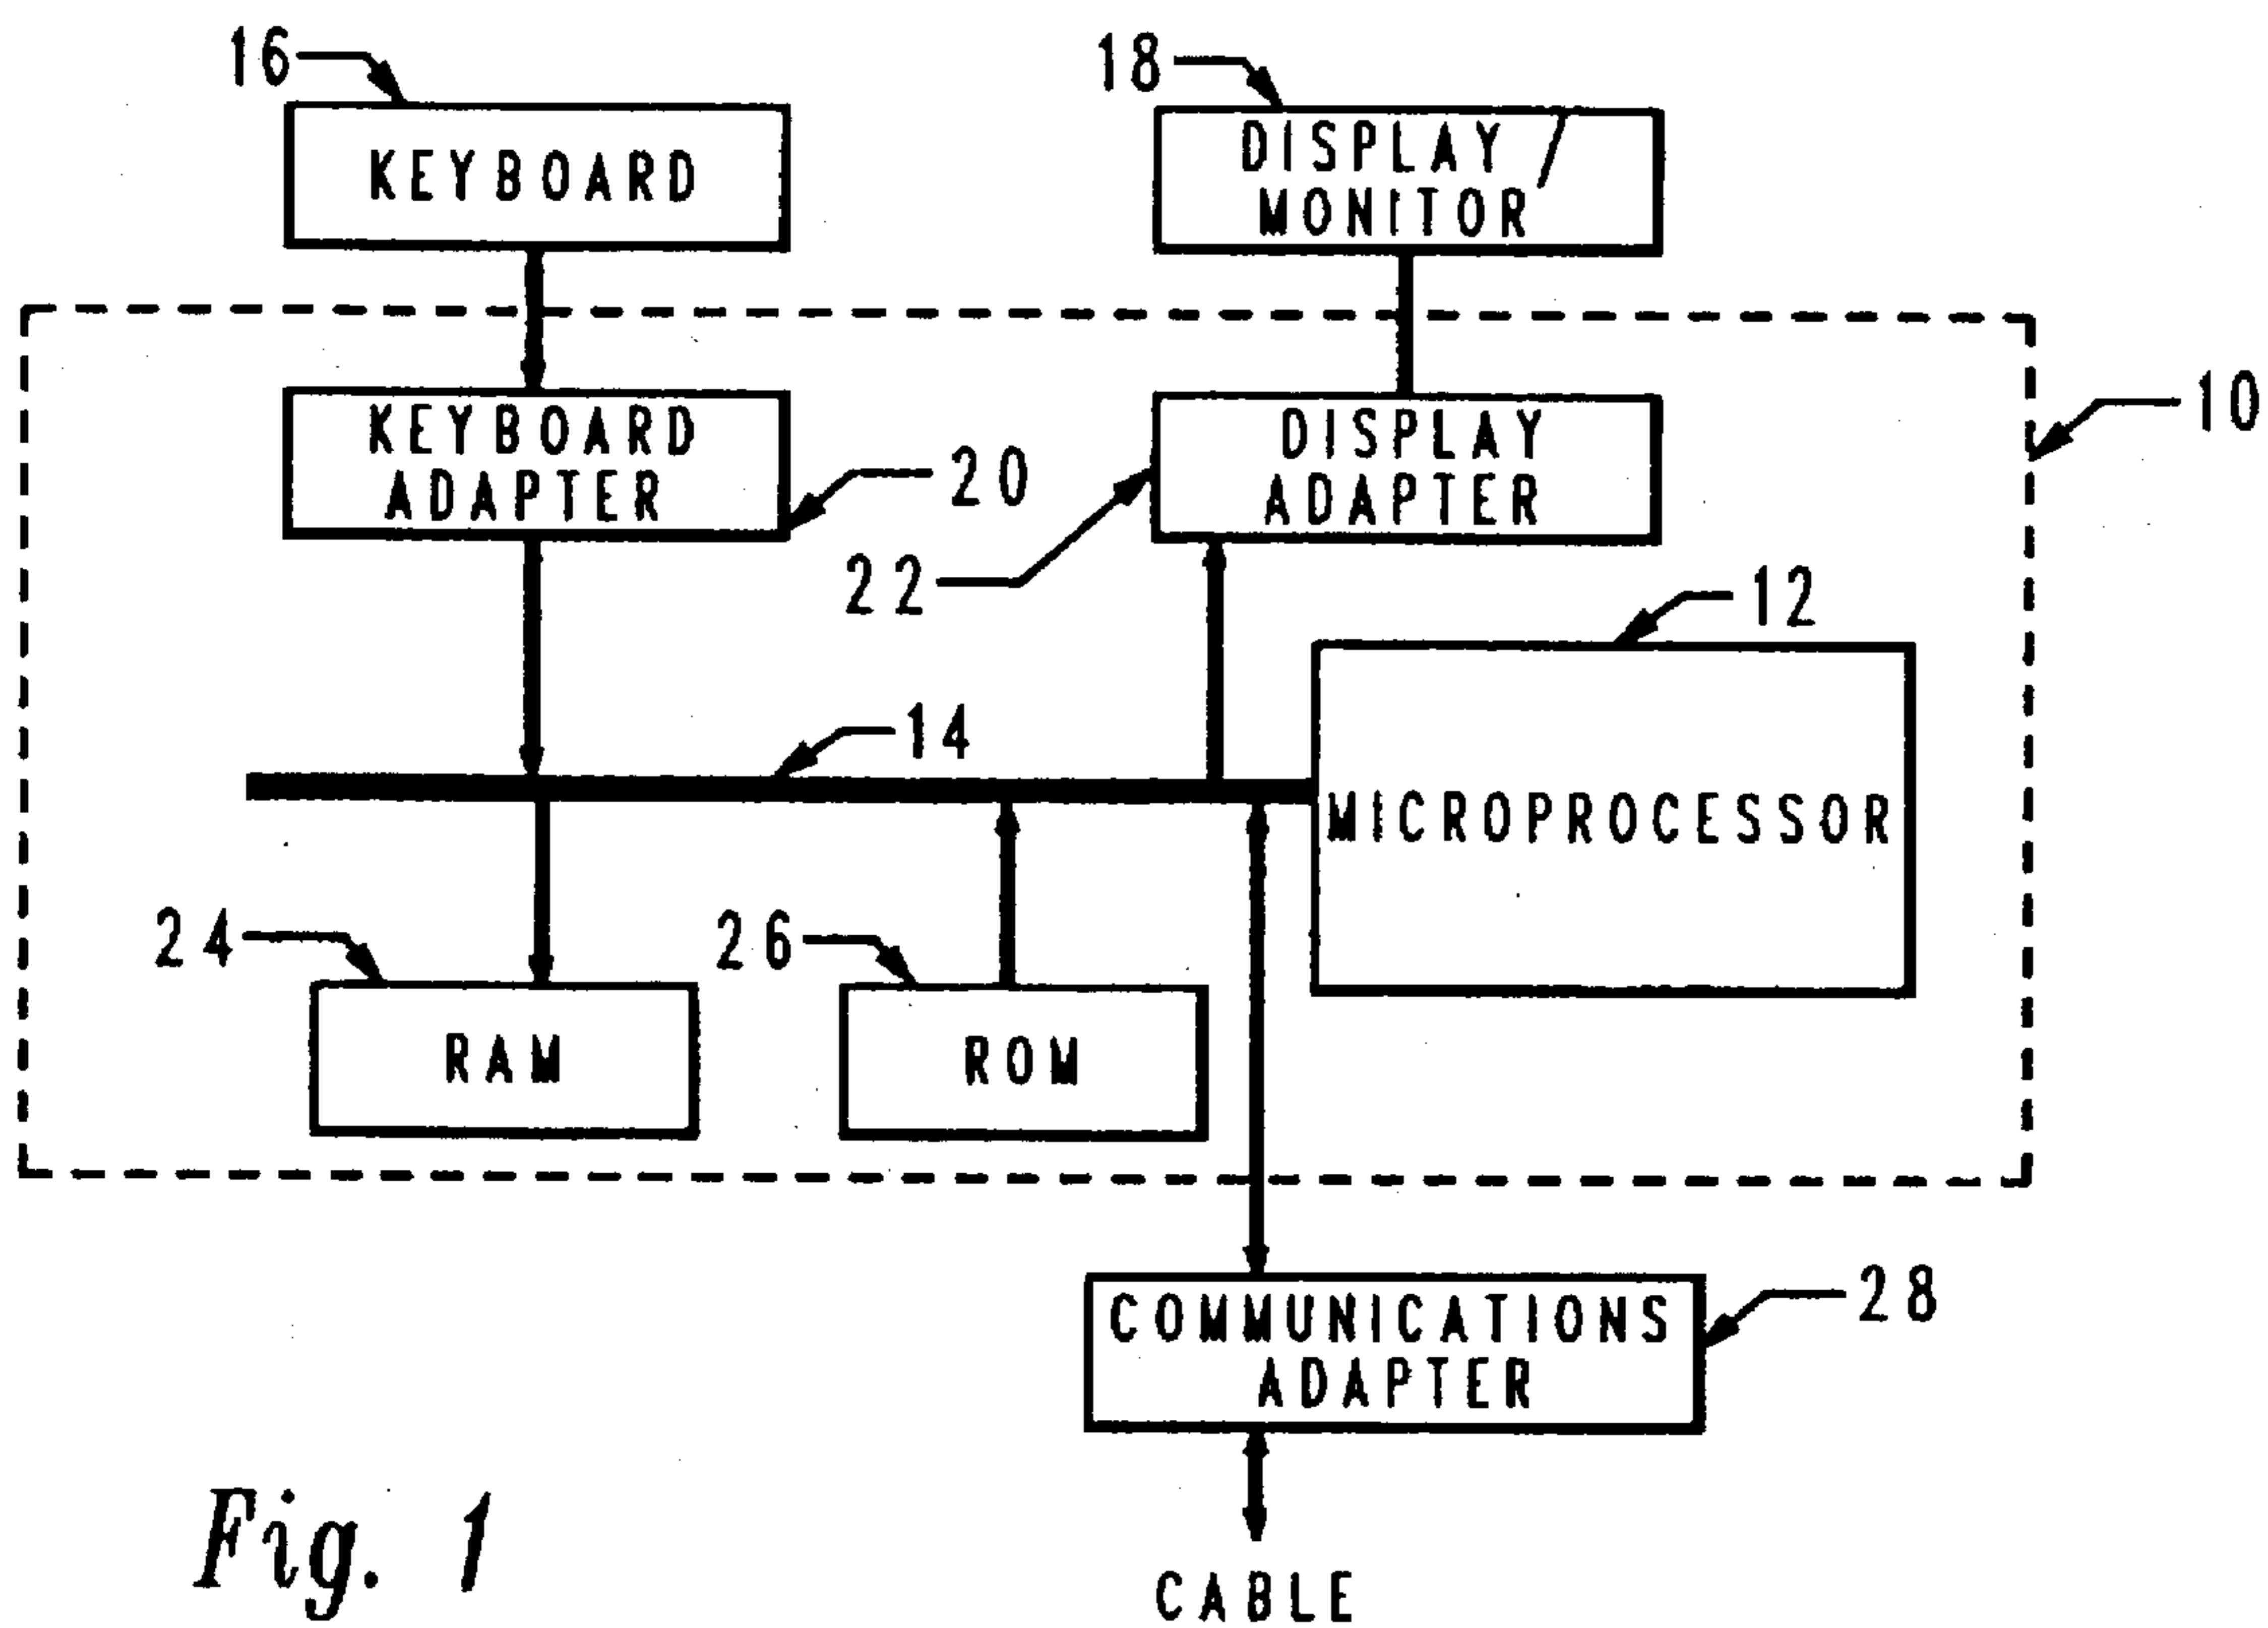 16
18
KEYBOARD
DISPLAY/
MONITOR
10
KEYBOARD
ADAPTER
20
DISPLAY
ADAPTER
22
12
14
MICROPROCESSOR
24
26
RAM
ROM
28
COMMUNICATIONS
ADAPTER
Fig. 1
CABLE